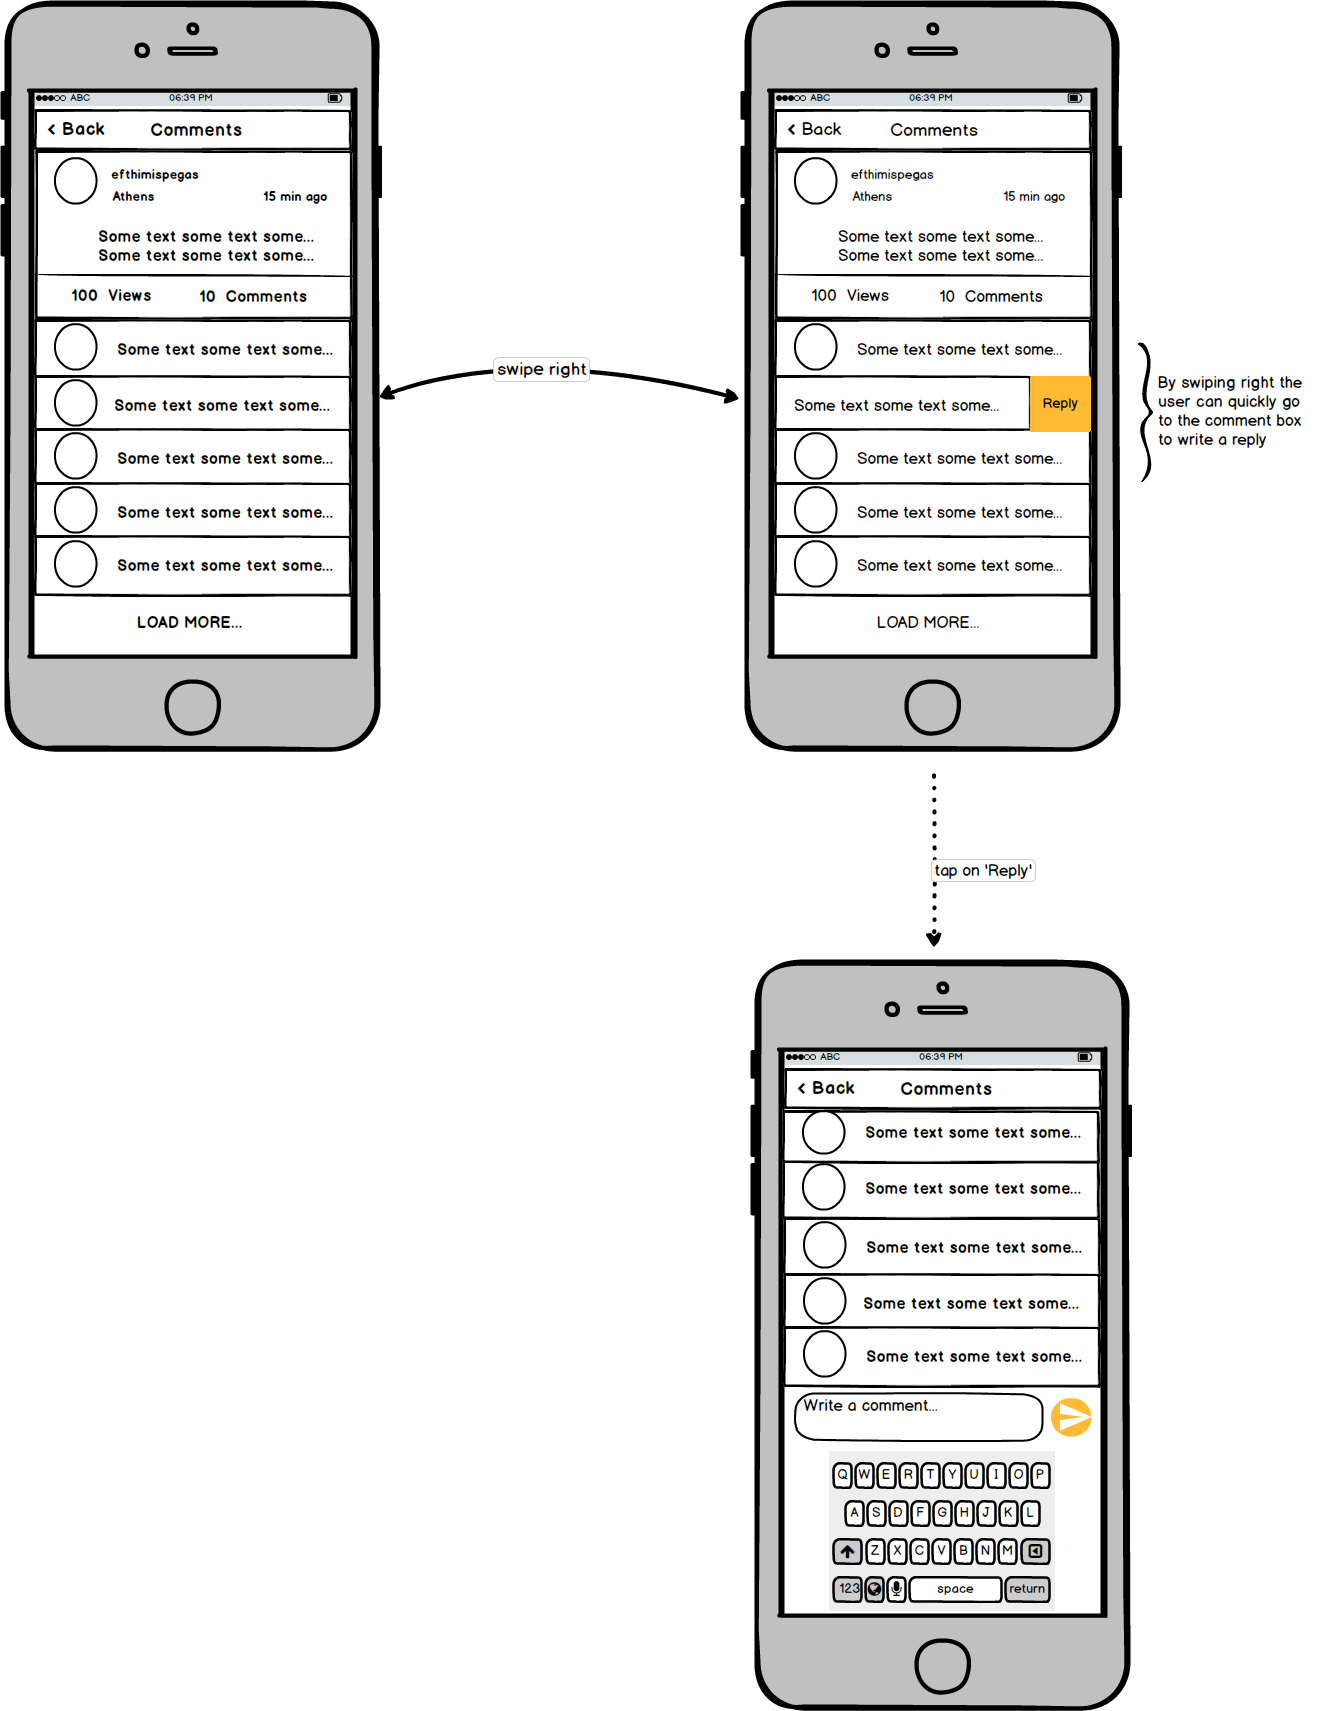 ABC 06:39 PM
< Back Comments
efthimispegas
Athens 15 min ago
Some text some text some...
Some text some text some...
100 Views 10 Comments
Some text some text some...
Some text some text some...
Some text some text some...
Some text some text some...
Some text some text some...
LOAD MORE...
swipe right
ABC 06:39 PM
< Back Comments
efthimispegas
Athens 15 min ago
Some text some text some...
Some text some text some...
100 Views 10 Comments
Some text some text some...
Some text some text some... Reply
Some text some text some...
Some text some text some...
Some text some text some...
LOAD MORE...
By swiping right the
user can quickly go
to the comment box
to write a reply
tap on 'Reply'
ABC 06:39 PM
< Back Comments
Some text some text some...
Some text some text some...
Some text some text some...
Some text some text some...
Some text some text some...
Write a comment...
Q W E R T Y U I O P
A S D F G H J K L
Z X C V B N M
123 space return